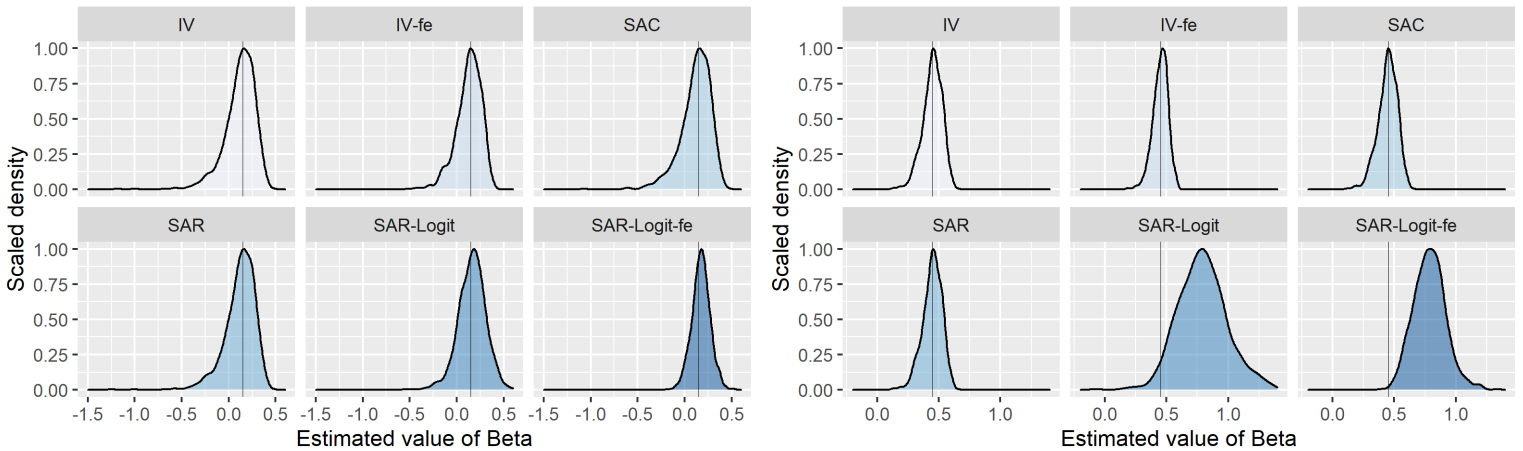 IV IV-fe SAC
1.00
0.75
0.50
0.25
0.00
SAR SAR-Logit SAR-Logit-fe
1.00
0.75
0.50
0.25
0.00
-1.5 -1.0 -0.5 0.0 0.5 -1.5 -1.0 -0.5 0.0 0.5 -1.5 -1.0 -0.5 0.0 0.5
Scaled density
Estimated value of Beta
IV IV-fe SAC
1.00
0.75
0.50
0.25
0.00
SAR SAR-Logit SAR-Logit-fe
1.00
0.75
0.50
0.25
0.00
0.0 0.5 1.0 0.0 0.5 1.0 0.0 0.5 1.0
Scaled density
Estimated value of Beta